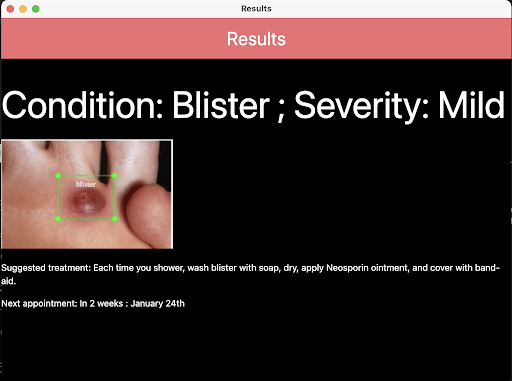 Results
Results
Condition: Blister ; Severity: Mild
blister
Suggested treatment: Each time you shower, wash blister with soap, dry, apply Neosporin ointment, and cover with band-
aid.
Next appointment: In 2 weeks : January 24th